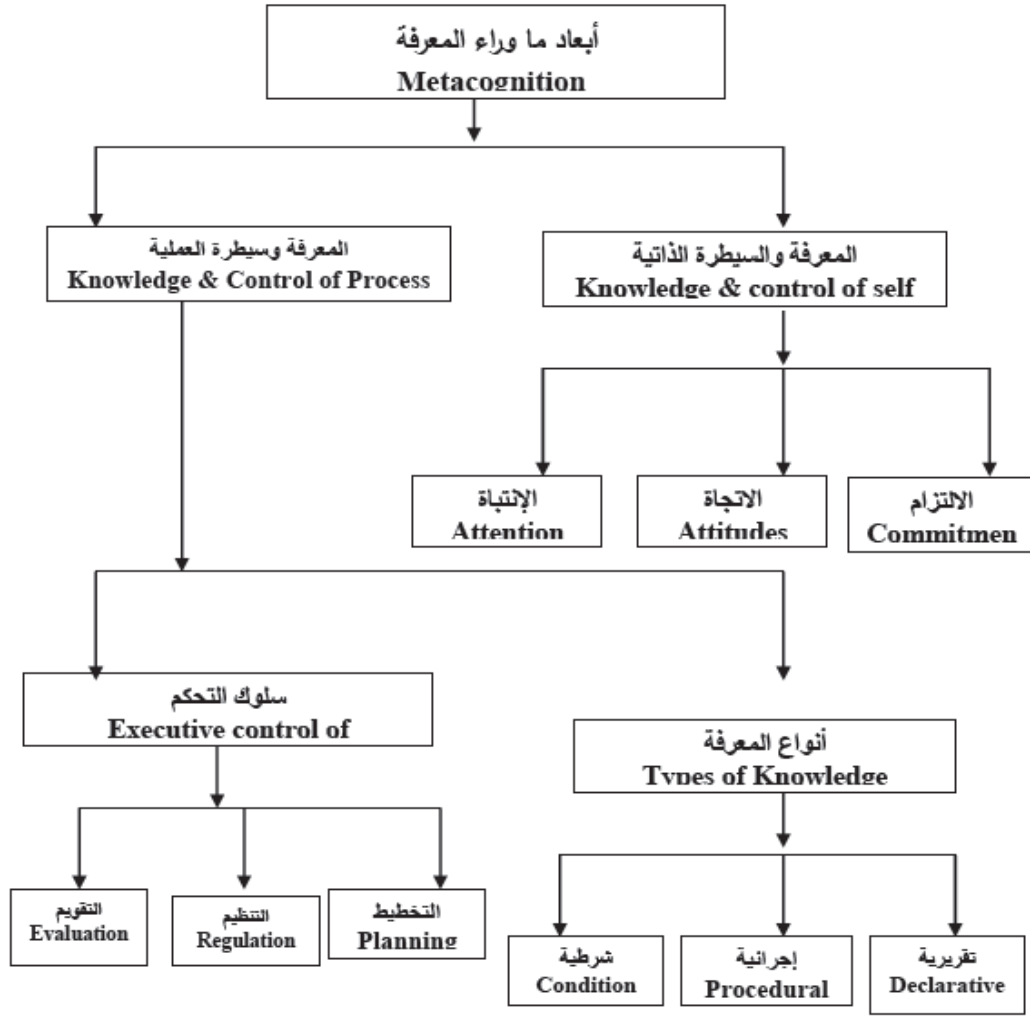 أبعاد ما وراء المعرفة
Metacognition
المعرفة والسيطرة الذاتية
Knowledge & control of self
المعرفة وسيطرة العملية
Knowledge & Control of Process
الالتزام
Commitmen
الاتجاة
Attitudes
الإنتباة
Attention
سلوك التحكم
Executive control of
أنواع المعرفة
Types of Knowledge
التخطيط
Planning
التنظيم
Regulation
التقويم
Evaluation
تقريرية
Declarative
إجرائية
Procedural
شرطية
Condition